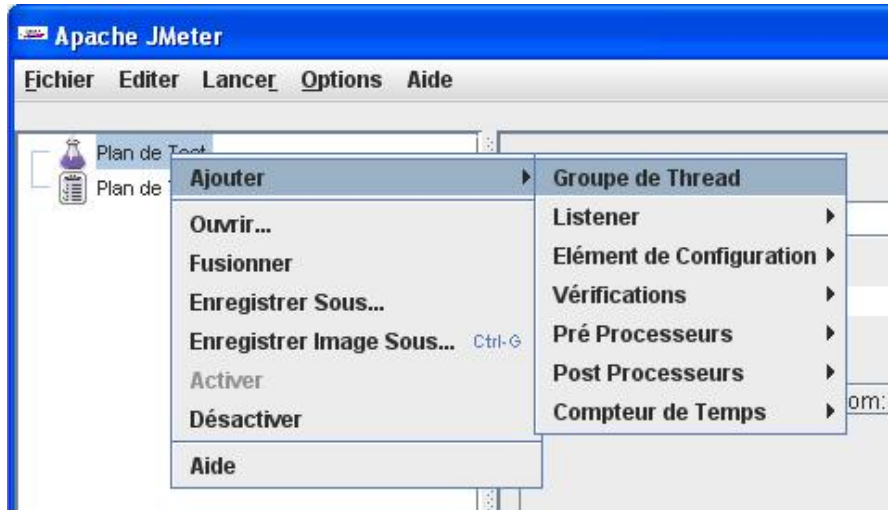 Apache JMeter
Fichier Editer Lancer Options Aide
Plan de Test
Plan de
Ajouter
Ouvrir...
Fusionner
Enregistrer Sous...
Enregistrer Image Sous... Ctrl-G
Activer
Désactiver
Aide
Groupe de Thread
Listener
Elément de Configuration
Vérifications
Pré Processeurs
Post Processeurs
Compteur de Temps
om: